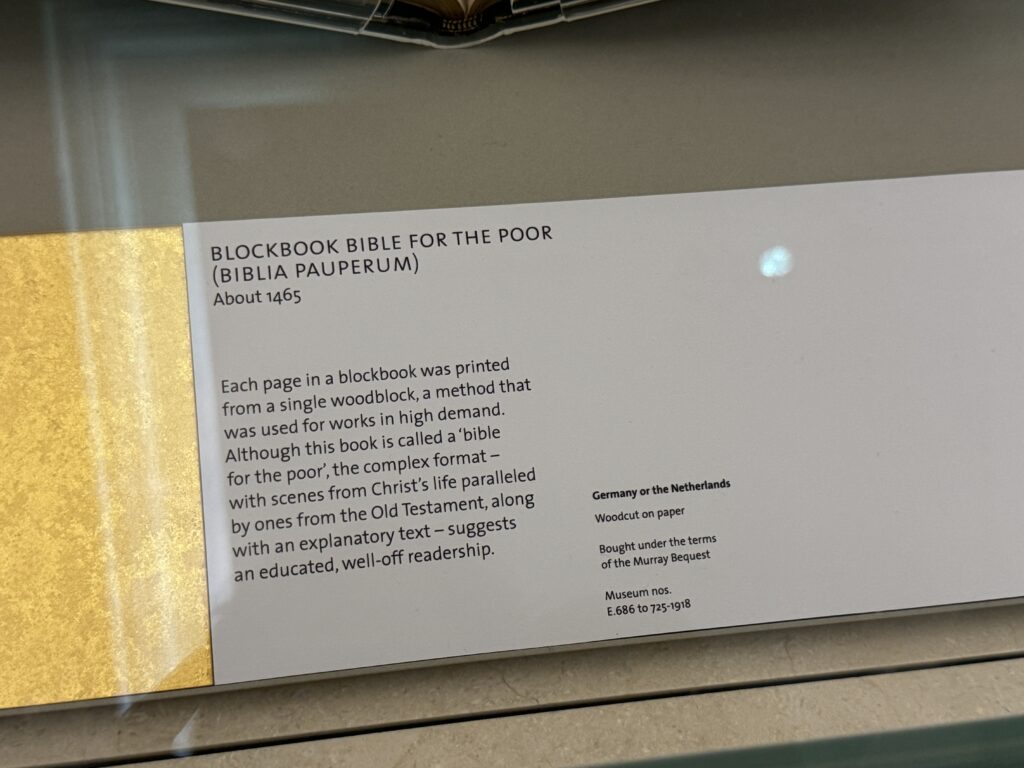 BLOCKBOOK BIBLE FOR THE POOR
(BIBLIA PAUPERUM)
About 1465
Each page in a blockbook was printed
from a single woodblock, a method that
was used for works in high demand.
Although this book is called a ‘bible
for the poor’, the complex format –
with scenes from Christ’s life paralleled
by ones from the Old Testament, along
with an explanatory text – suggests
an educated, well-off readership.
Germany or the Netherlands
Woodcut on paper
Bought under the terms
of the Murray Bequest
Museum nos.
E.686 to 725-1918